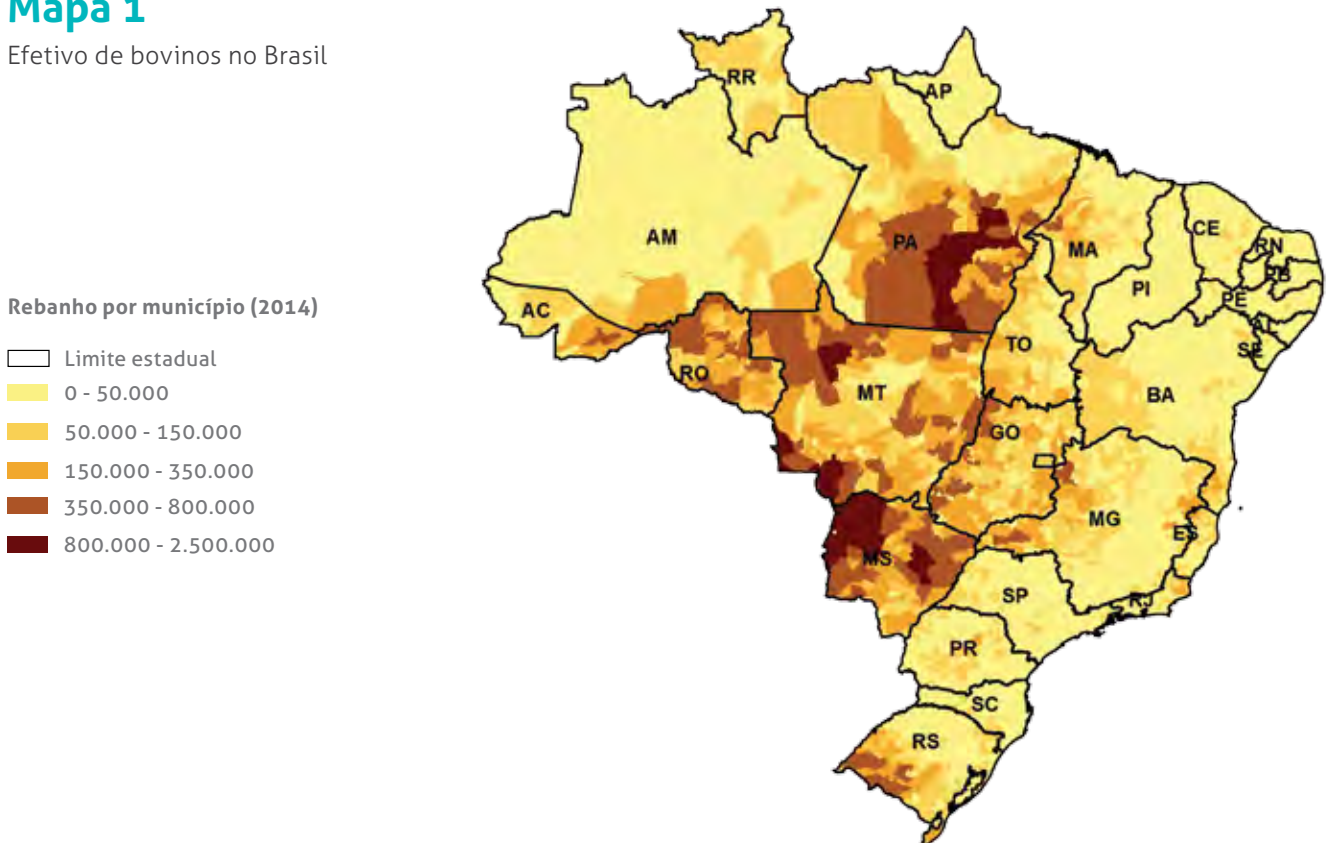 Mapa 1
Efetivo de bovinos no Brasil
Rebanho por município (2014)
Limite estadual
0 - 50.000
50.000 - 150.000
150.000 - 350.000
350.000 - 800.000
800.000 - 2.500.000
RR
AP
AM
PA
MA
CE
RN
PB
PI
PE
AC
AL
TO
SE
RO
MT
BA
GO
MG
ES
MS
SP
RJ
PR
SC
RS